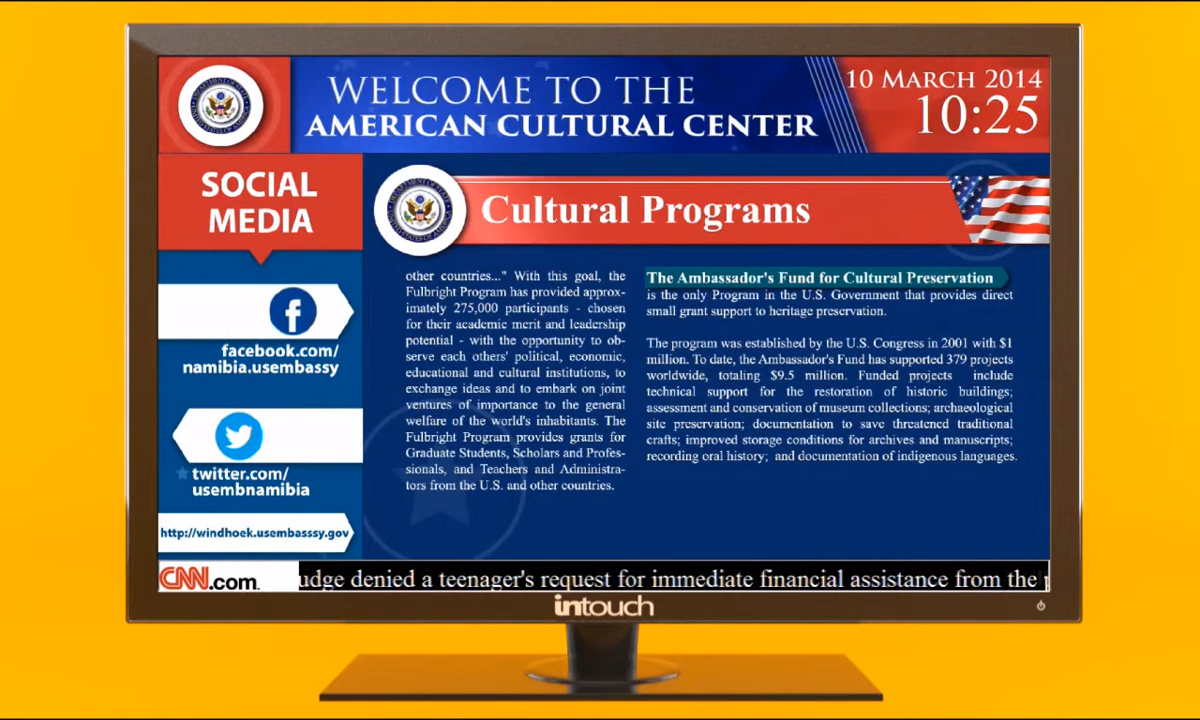 WELCOME TO THE
AMERICAN CULTURAL CENTER
10 MARCH 2014
10:25
SOCIAL
MEDIA
facebook.com/
namibia.usembassy
twitter.com/
usembnamibia
http://windhoek.usembasssy.gov
Cultural Programs
other countries..." With this goal, the
Fulbright Program has provided approx-
imately 275,000 participants - chosen
for their academic merit and leadership
potential - with the opportunity to ob-
serve each others' political, economic,
educational and cultural institutions, to
exchange ideas and to embark on joint
ventures of importance to the general
welfare of the world's inhabitants. The
Fulbright Program provides grants for
Graduate Students, Scholars and Profes-
sionals, and Teachers and Administra-
tors from the U.S. and other countries.
The Ambassador's Fund for Cultural Preservation
is the only Program in the U.S. Government that provides direct
small grant support to heritage preservation.
The program was established by the U.S. Congress in 2001 with $1
million. To date, the Ambassador's Fund has supported 379 projects
worldwide, totaling $9.5 million. Funded projects include
technical support for the restoration of historic buildings;
assessment and conservation of museum collections; archaeological
site preservation; documentation to save threatened traditional
crafts; improved storage conditions for archives and manuscripts;
recording oral history; and documentation of indigenous languages.
CNN.com
udge denied a teenager's request for immediate financial assistance from the
intouch